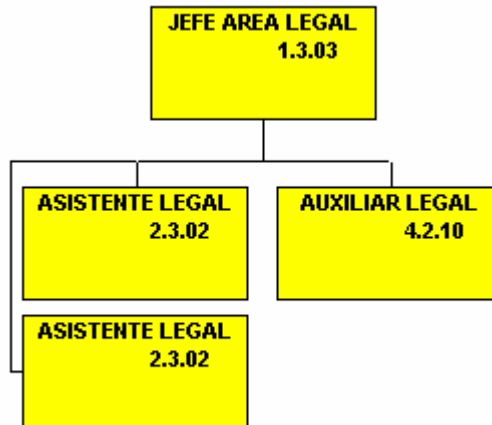 JEFE AREA LEGAL
1.3.03
ASISTENTE LEGAL
2.3.02
AUXILIAR LEGAL
4.2.10
ASISTENTE LEGAL
2.3.02